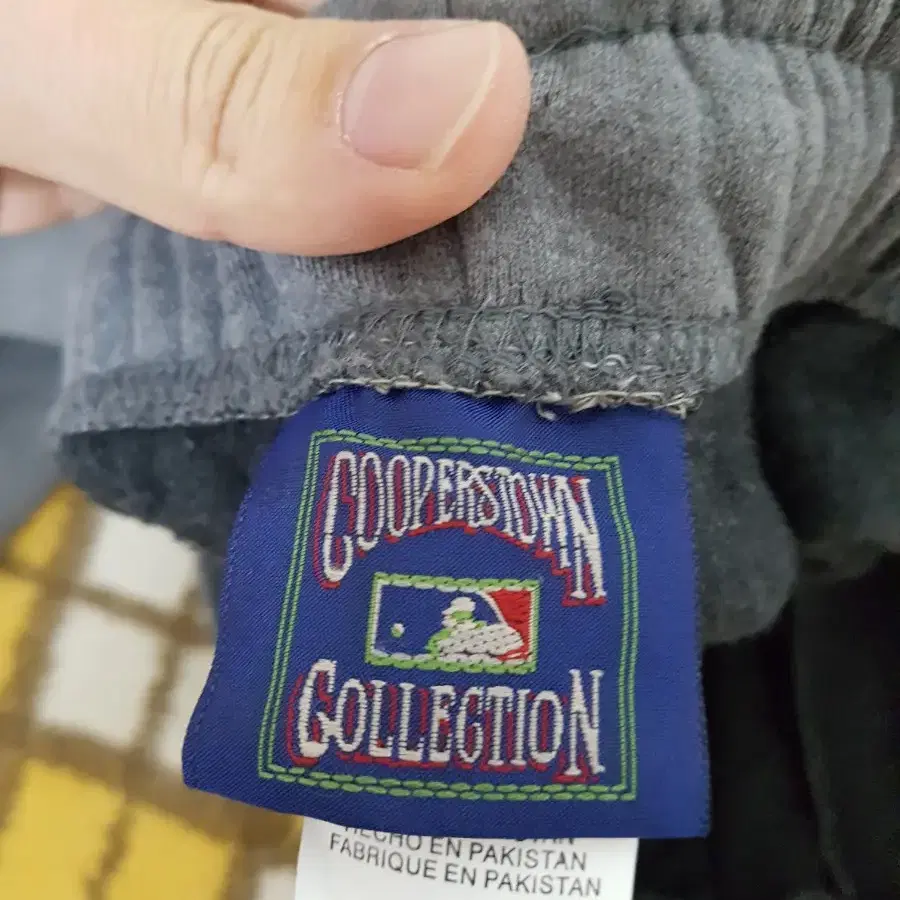 COOPERSTOWN
COLLECTION
HECHO EN PAKISTAN
FABRIQUE EN PAKISTAN